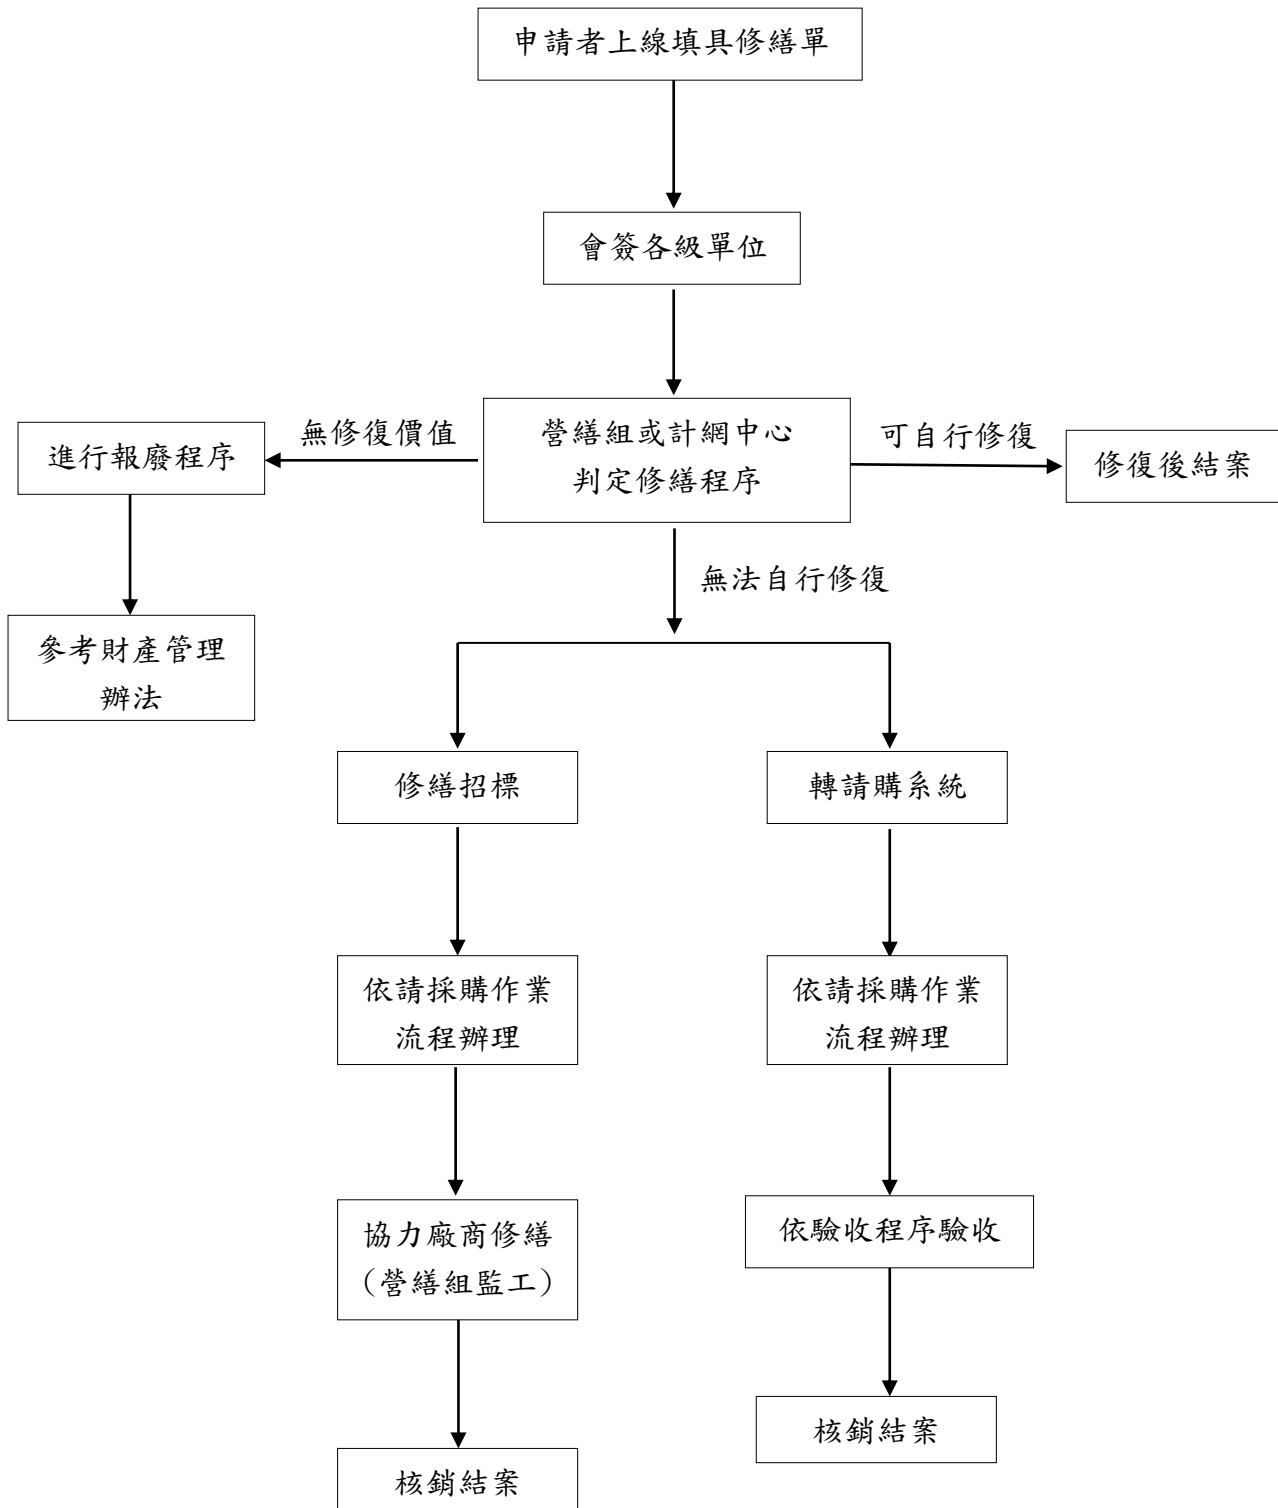 申請者上線填具修繕單
會簽各級單位
無修復價值
營繕組或計網中心
判定修繕程序
可自行修復
進行報廢程序
修復後結案
無法自行修復
參考財產管理
辦法
修繕招標
轉請購系統
依請採購作業
流程辦理
依請採購作業
流程辦理
協力廠商修繕
（營繕組監工）
依驗收程序驗收
核銷結案
核銷結案